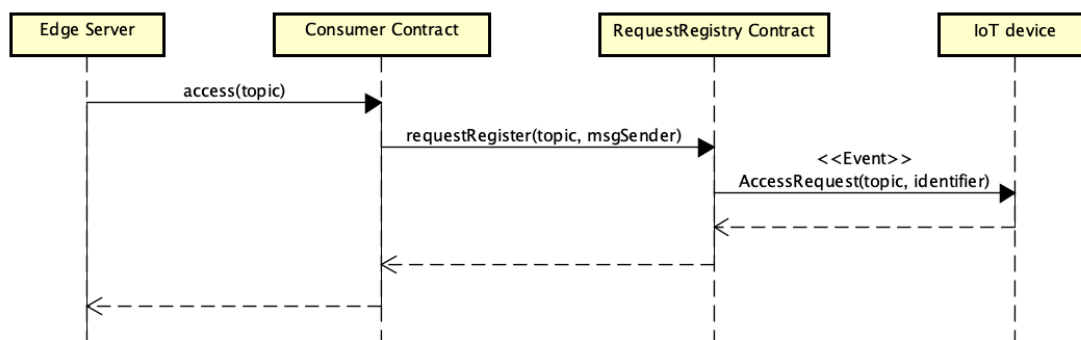 Edge Server
Consumer Contract
RequestRegistry Contract
IoT device
access(topic)
requestRegister(topic, msgSender)
<<Event>>
AccessRequest(topic, identifier)